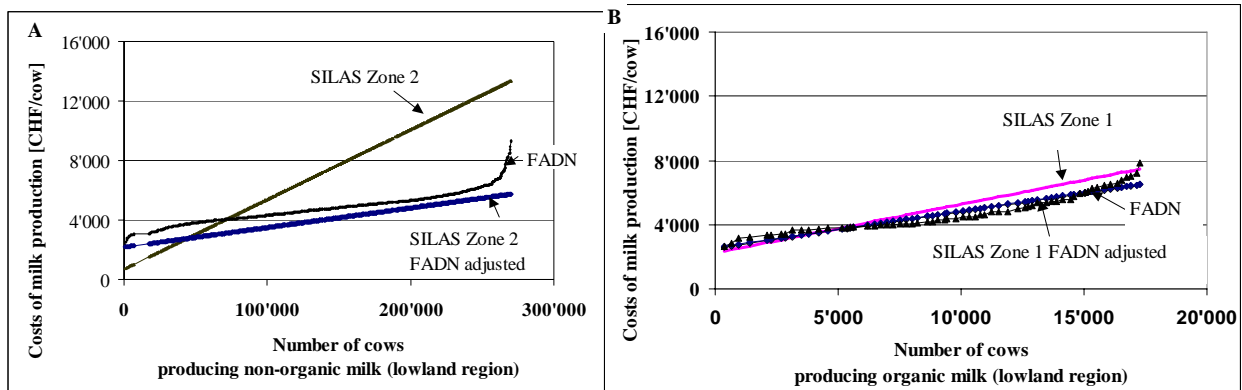 A
Costs of milk production [CHF/cow]
16'000
12'000
8'000
4'000
0
SILAS Zone 2
FADN
SILAS Zone 2
FADN adjusted
0
100'000
200'000
300'000
Number of cows
producing non-organic milk (lowland region)
B
Costs of milk production [CHF/cow]
16'000
12'000
8'000
4'000
0
SILAS Zone 1
FADN
SILAS Zone 1 FADN adjusted
0
5'000
10'000
15'000
20'000
Number of cows
producing organic milk (lowland region)